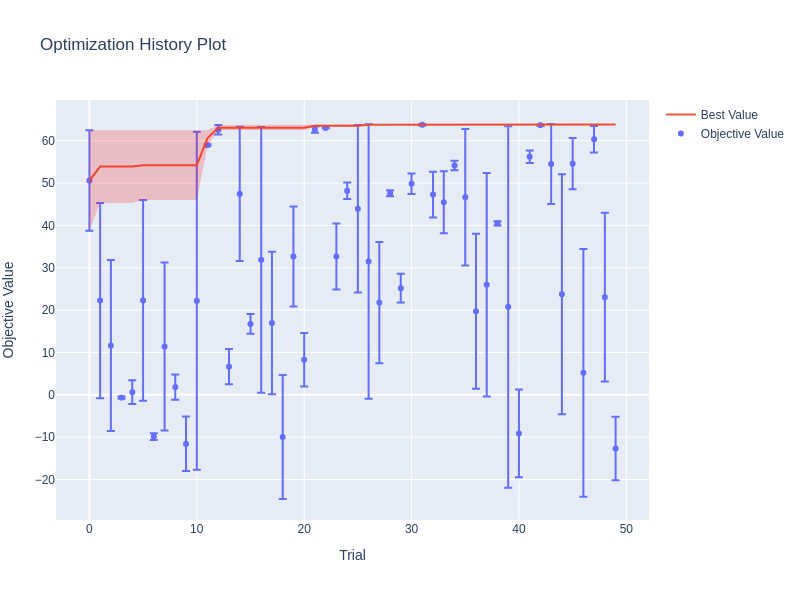 Optimization History Plot
Best Value
Objective Value
60
50
40
30
20
10
0
−10
−20
0 10 20 30 40 50
Trial
Objective Value